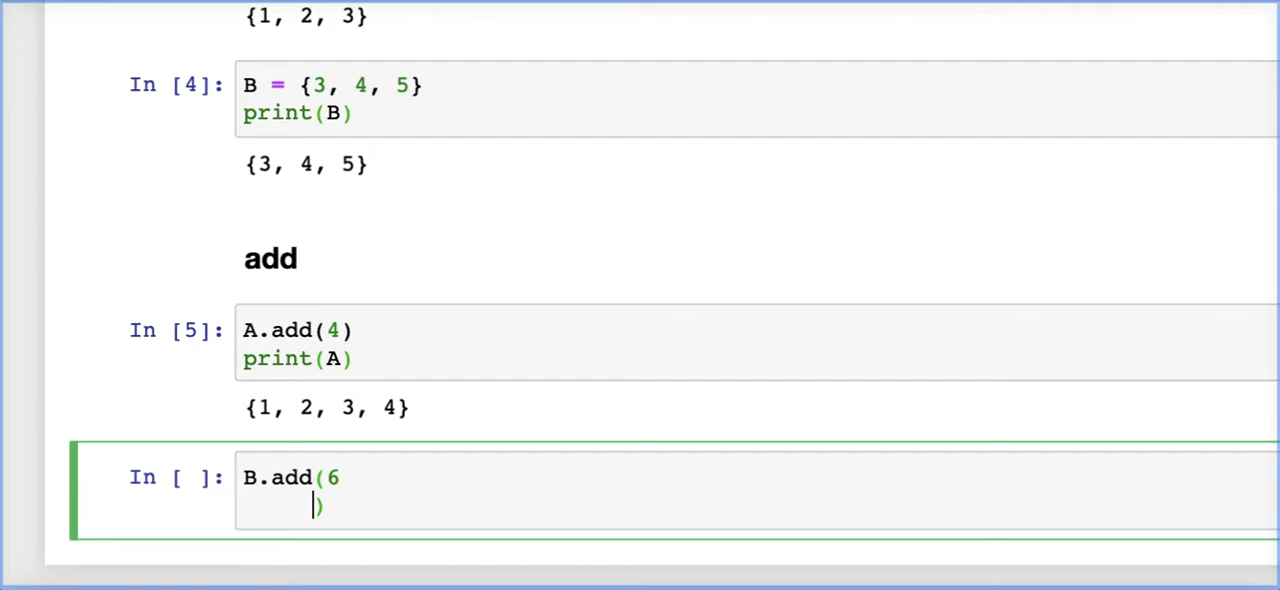 {1, 2, 3}
In [4]: B = {3, 4, 5}
print(B)
{3, 4, 5}
add
In [5]: A.add(4)
print(A)
{1, 2, 3, 4}
In [ ]: B.add(6
)